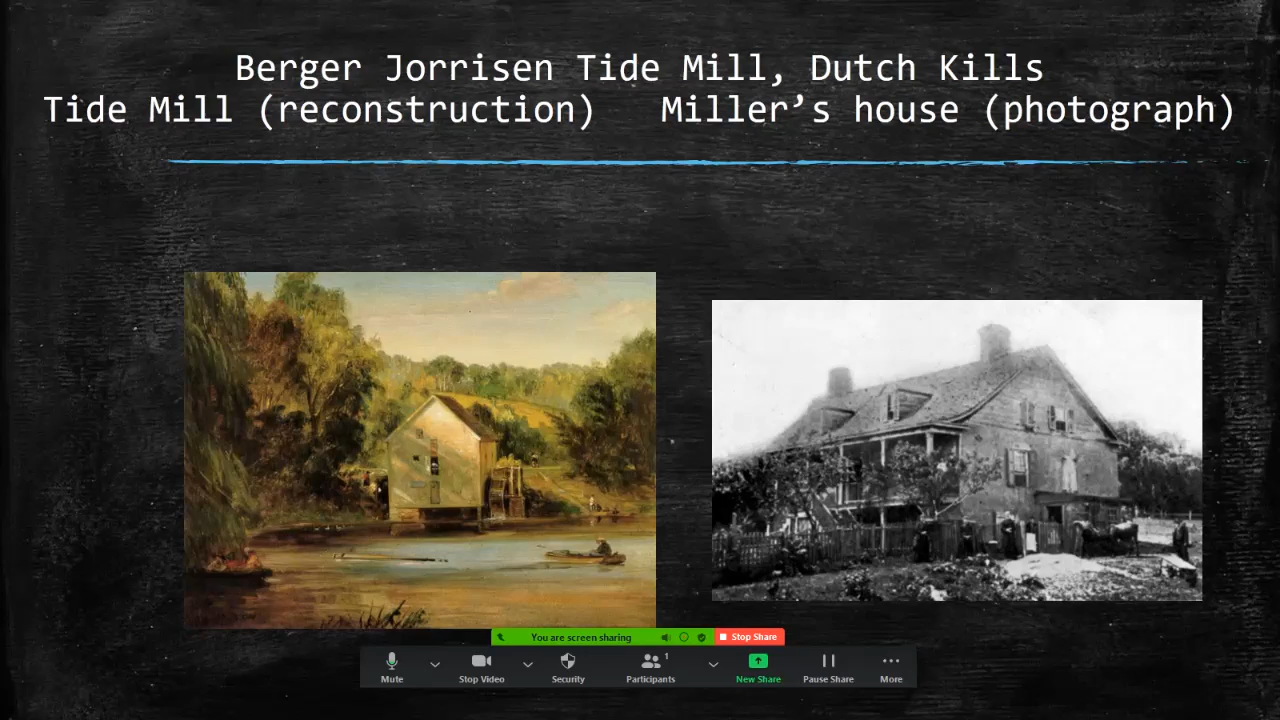 Berger Jorrisen Tide Mill, Dutch Kills
Tide Mill (reconstruction) Miller’s house (photograph)
You are screen sharing
Stop Share
1
Mute
Stop Video
Security
Participants
New Share
Pause Share
More